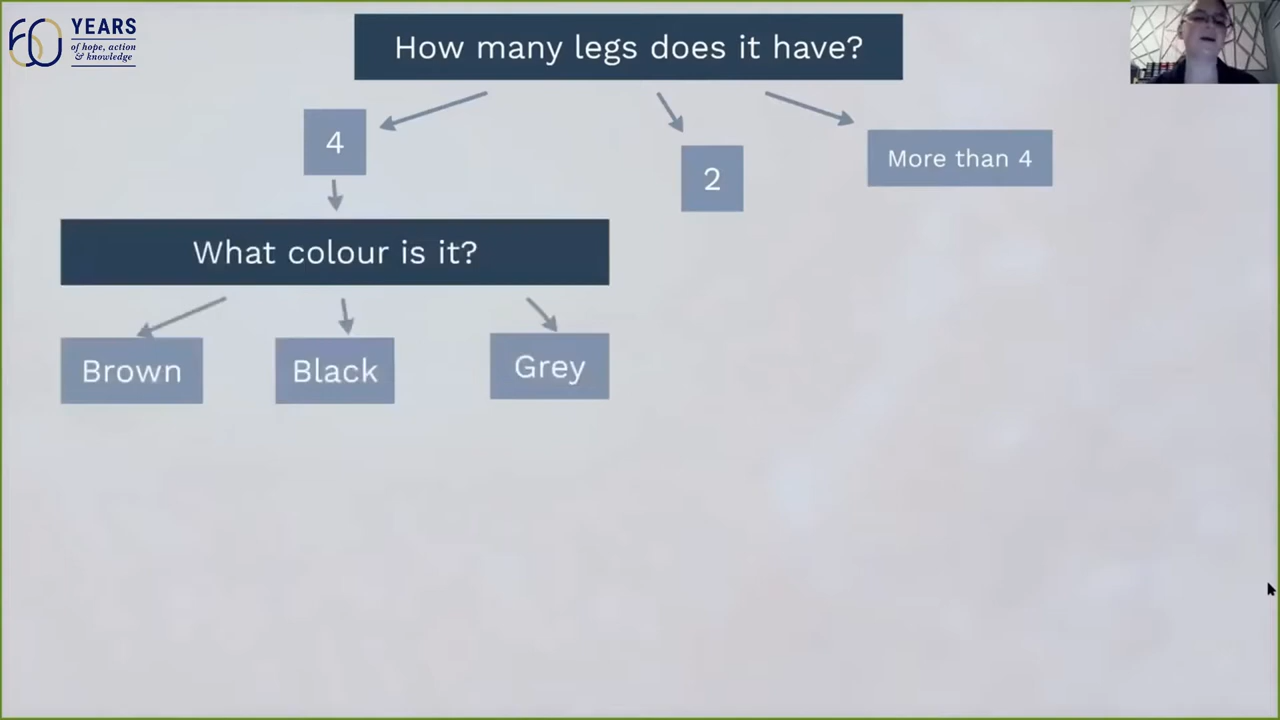 60 YEARS
of hope, action
& knowledge
How many legs does it have?
4
2
More than 4
What colour is it?
Brown
Black
Grey